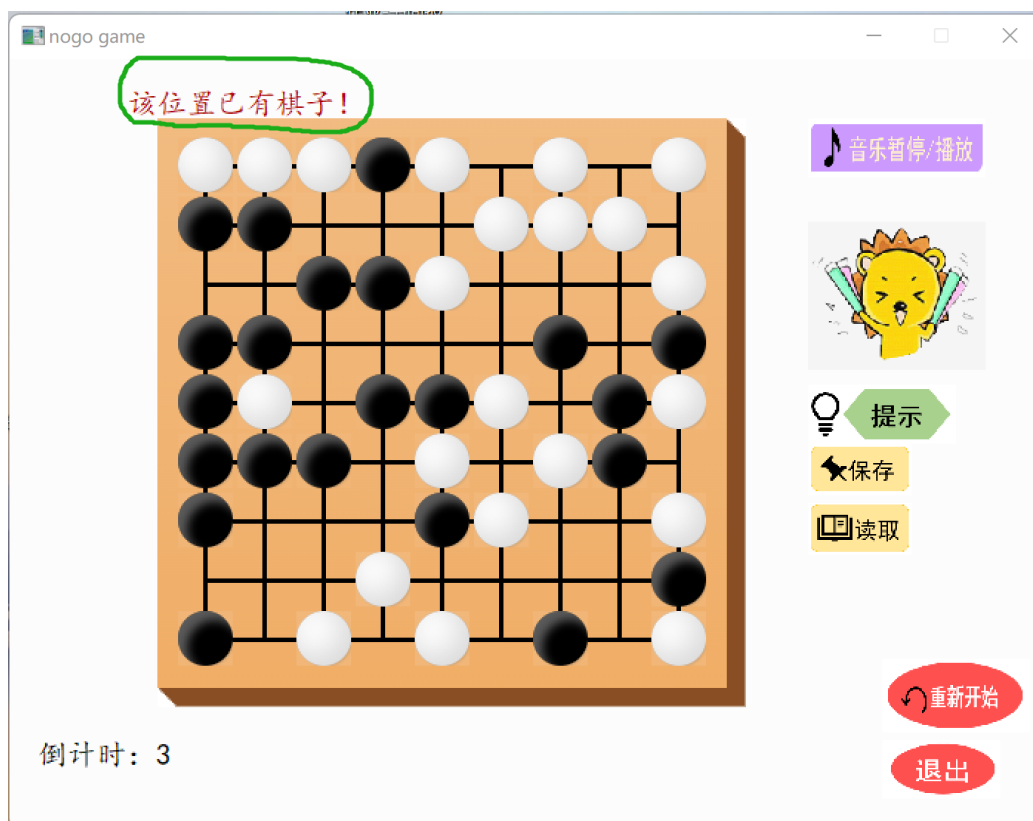 nogo game
该位置已有棋子！
音乐暂停/播放
提示
保存
读取
重新开始
倒计时：3
退出